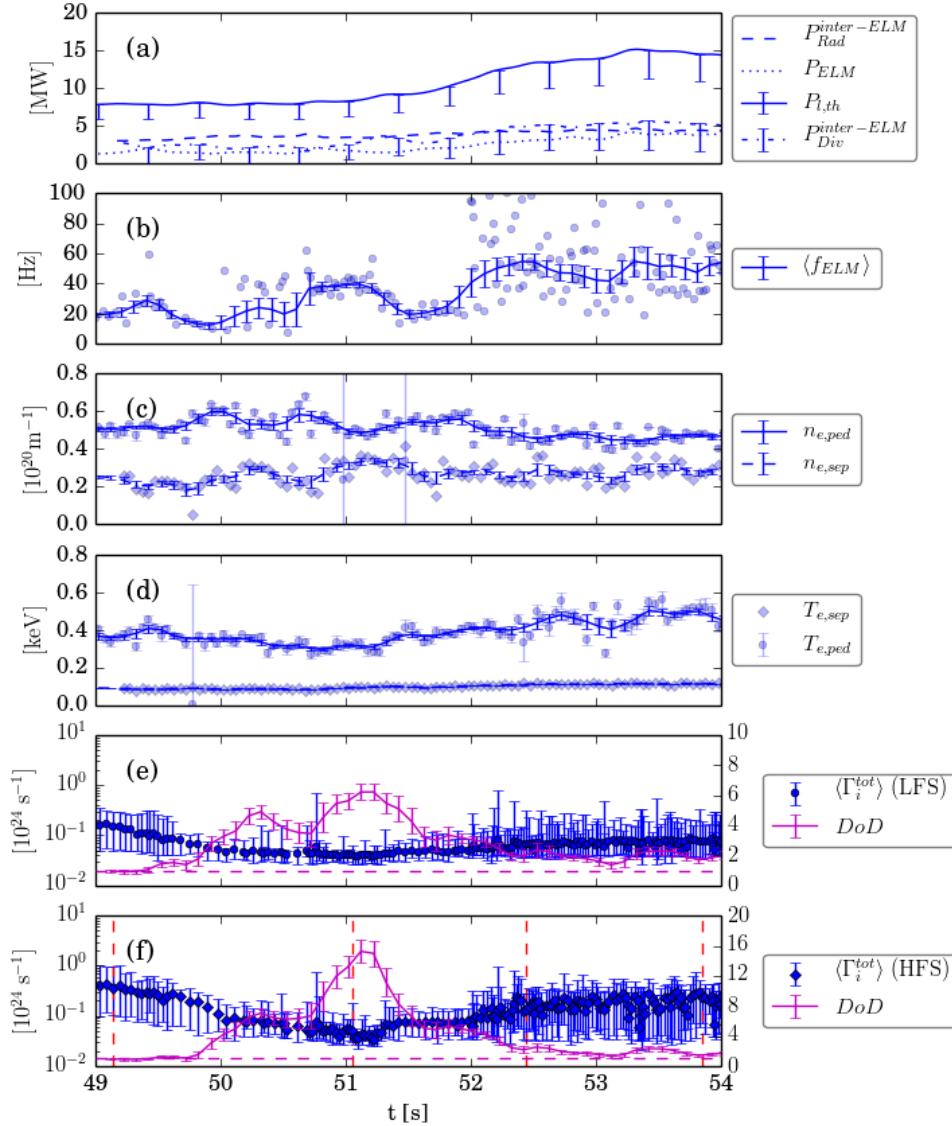 20
15
10
5
0
[MW]
(a)
P_{Rad}^{inter-ELM}
P_{ELM}
P_{l,th}
P_{Div}^{inter-ELM}
100
80
60
40
20
0
[Hz]
(b)
⟨f_{ELM}⟩
0.8
0.6
0.4
0.2
0.0
[10^{20} m^{-1}]
(c)
n_{e,ped}
n_{e,sep}
0.8
0.6
0.4
0.2
0.0
[keV]
(d)
T_{e,sep}
T_{e,ped}
10^{1}
10^{0}
10^{-1}
10^{-2}
[10^{24} s^{-1}]
(e)
10
8
6
4
2
0
⟨Γ_{i}^{tot}⟩ (LFS)
DoD
10^{1}
10^{0}
10^{-1}
10^{-2}
[10^{24} s^{-1}]
(f)
20
16
12
8
4
0
⟨Γ_{i}^{tot}⟩ (HFS)
DoD
49 50 51 52 53 54
t [s]